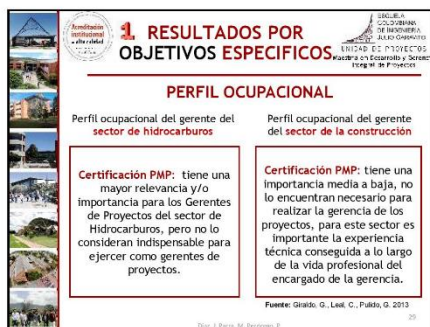 Acreditación
institucional
de alta calidad
1 RESULTADOS POR
OBJETIVOS ESPECIFICOS
ESCUELA
COLOMBIANA
DE INGENIERÍA
JULIO GARAVITO
UNIDAD DE PROYECTOS
Maestría en Desarrollo y Gerencia
Integral de Proyectos
PERFIL OCUPACIONAL
Perfil ocupacional del gerente del
sector de hidrocarburos
Certificación PMP: tiene una
mayor relevancia y/o
importancia para los Gerentes
de Proyectos del sector de
Hidrocarburos, pero no lo
consideran indispensable para
ejercer como gerentes de
proyectos.
Perfil ocupacional del gerente
del sector de la construcción
Certificación PMP: tiene una
importancia media a baja, no
lo encuentran necesario para
realizar la gerencia de los
proyectos, para este sector es
importante la experiencia
técnica conseguida a lo largo
de la vida profesional del
encargado de la gerencia.
Fuente: Giraldo, G., Leal, C., Pulido, G. 2013
29